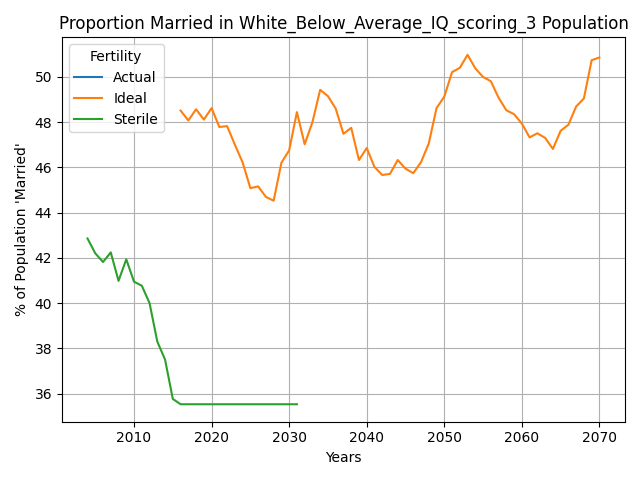 Proportion Married in White_Below_Average_IQ_scoring_3 Population
Fertility
Actual
Ideal
Sterile
% of Population 'Married'
50
48
46
44
42
40
38
36
2010 2020 2030 2040 2050 2060 2070
Years